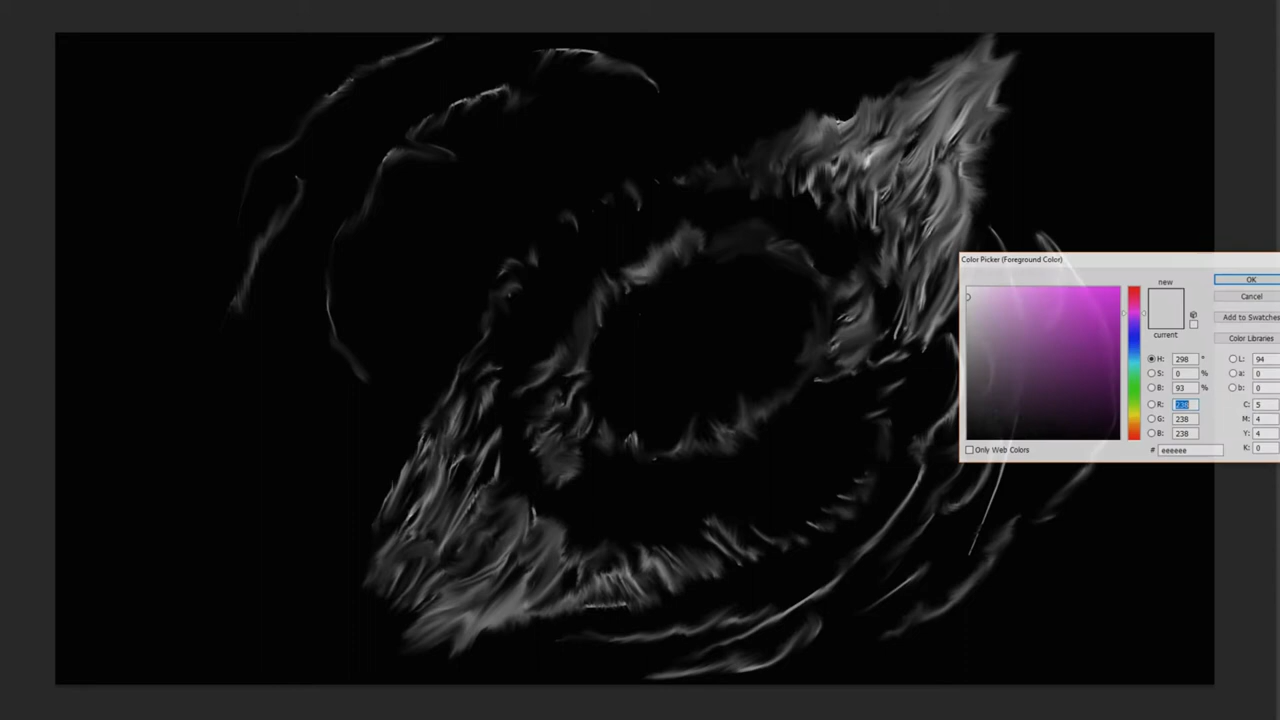 Color Picker (Foreground Color)
new
current
OK
Cancel
Add to Swatches
Color Libraries
H: 298 °
S: 0 %
B: 93 %
R: 238
G: 238
B: 238
L: 94
a: 0
b: 0
C: 5
M: 4
Y: 4
K: 0
Only Web Colors
# eeeeee